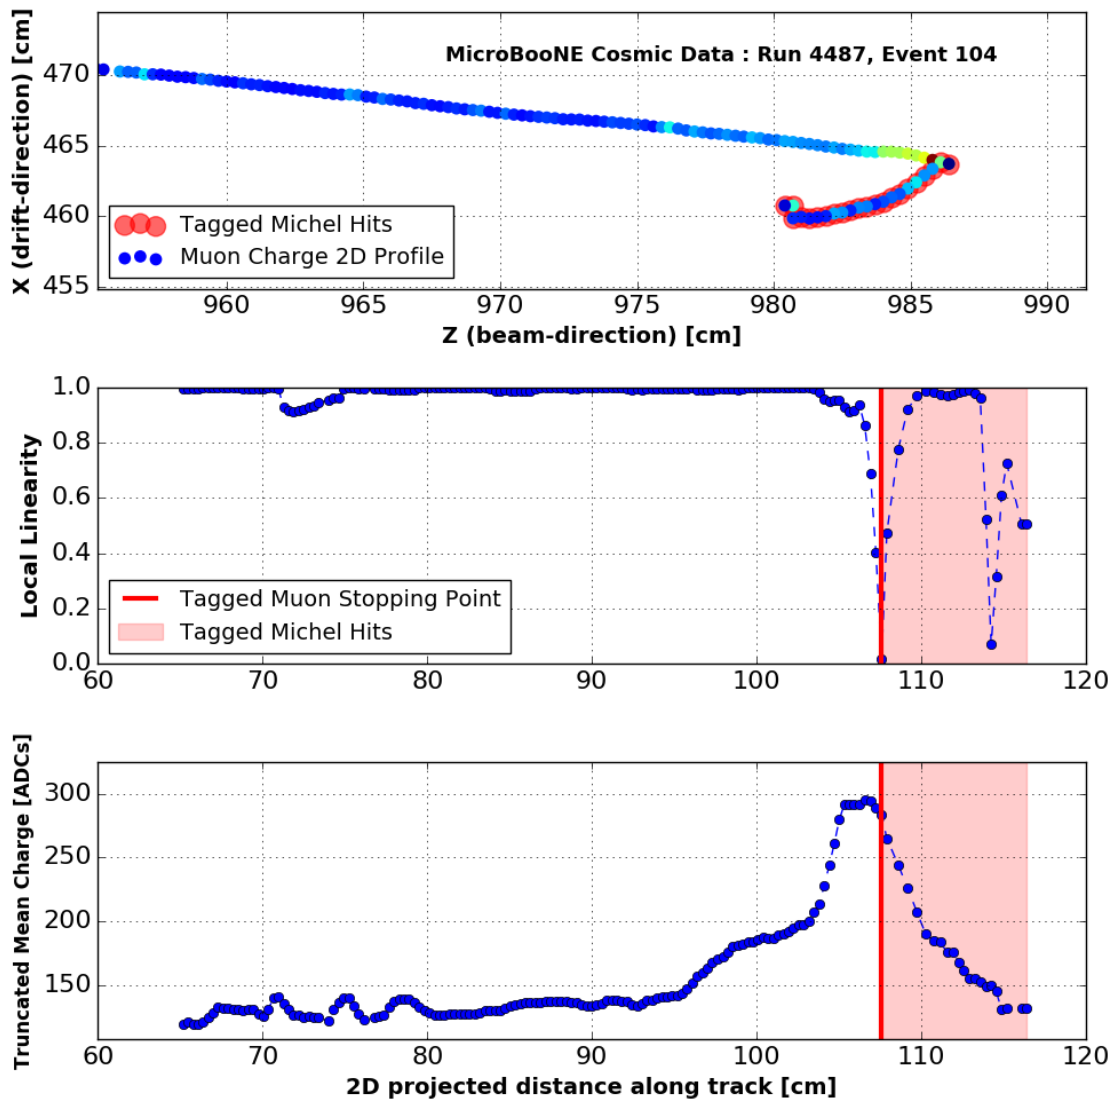 MicroBooNE Cosmic Data : Run 4487, Event 104
X (drift-direction) [cm]
470
465
460
455
Tagged Michel Hits
Muon Charge 2D Profile
960 965 970 975 980 985 990
Z (beam-direction) [cm]
Local Linearity
1.0
0.8
0.6
0.4
0.2
0.0
Tagged Muon Stopping Point
Tagged Michel Hits
60 70 80 90 100 110 120
Truncated Mean Charge [ADCs]
300
250
200
150
60 70 80 90 100 110 120
2D projected distance along track [cm]